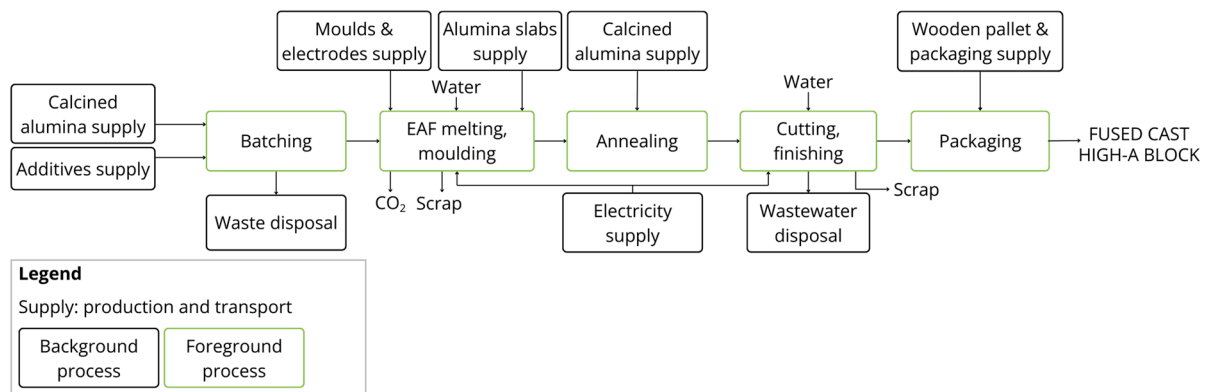 Moulds &
electrodes supply
Alumina slabs
supply
Calcined
alumina supply
Wooden pallet &
packaging supply
Water
Water
Calcined
alumina supply
Additives supply
Batching
EAF melting,
moulding
Annealing
Cutting,
finishing
Packaging
FUSED CAST
HIGH-A BLOCK
CO₂
Scrap
Scrap
Waste disposal
Electricity
supply
Wastewater
disposal
Legend
Supply: production and transport
Background
process
Foreground
process